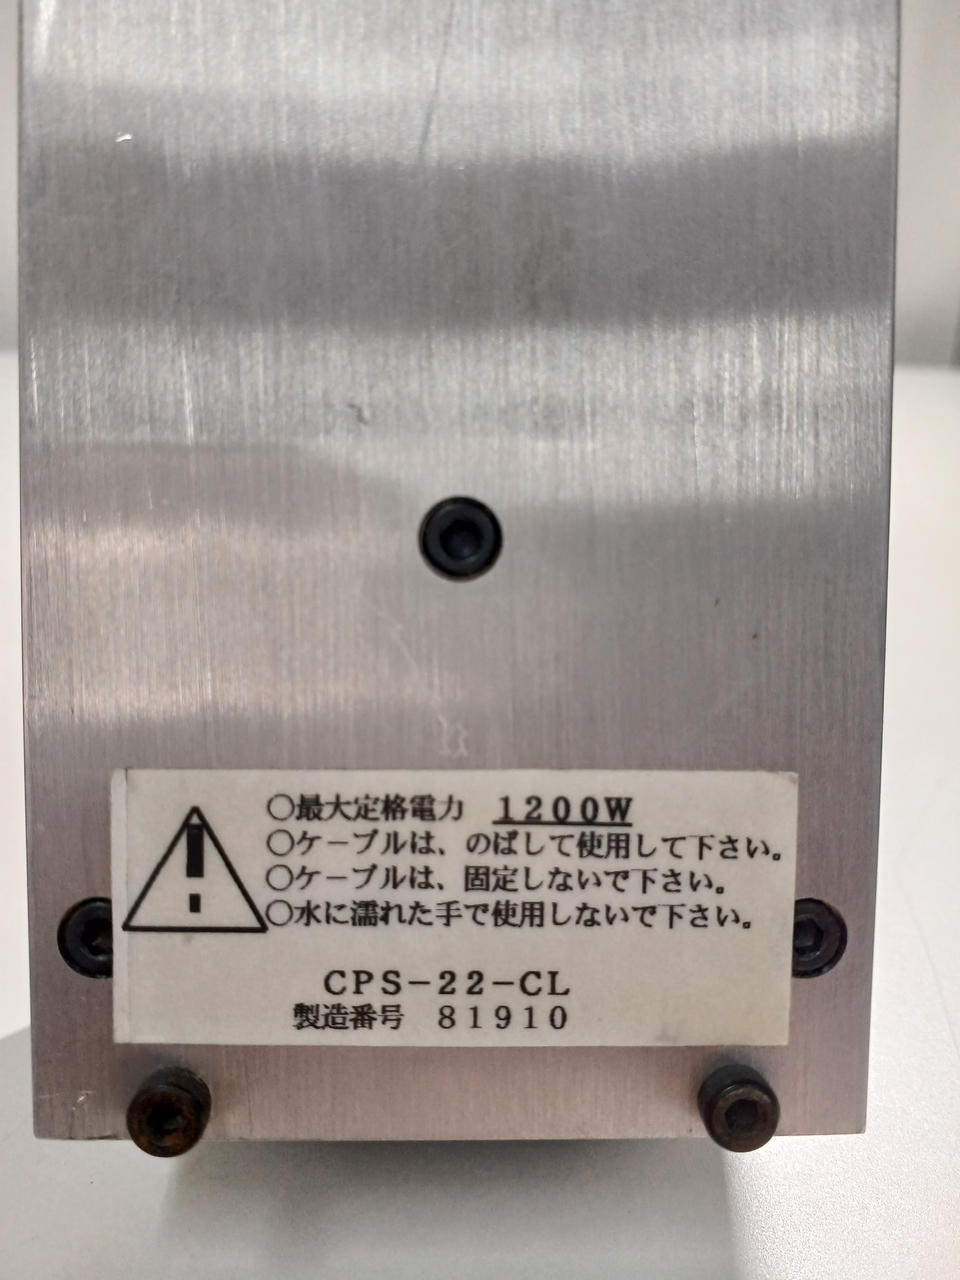 ○最大定格電力 1200W
○ケーブルは、のばして使用して下さい。
○ケーブルは、固定しないで下さい。
○水に濡れた手で使用しないで下さい。
CPS-22-CL
製造番号 81910